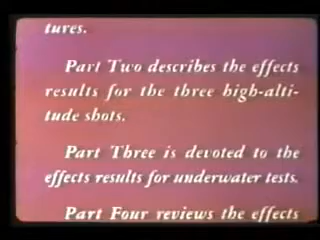 tures.
Part Two describes the effects
results for the three high-alti-
tude shots.
Part Three is devoted to the
effects results for underwater tests.
Part Four reviews the effects